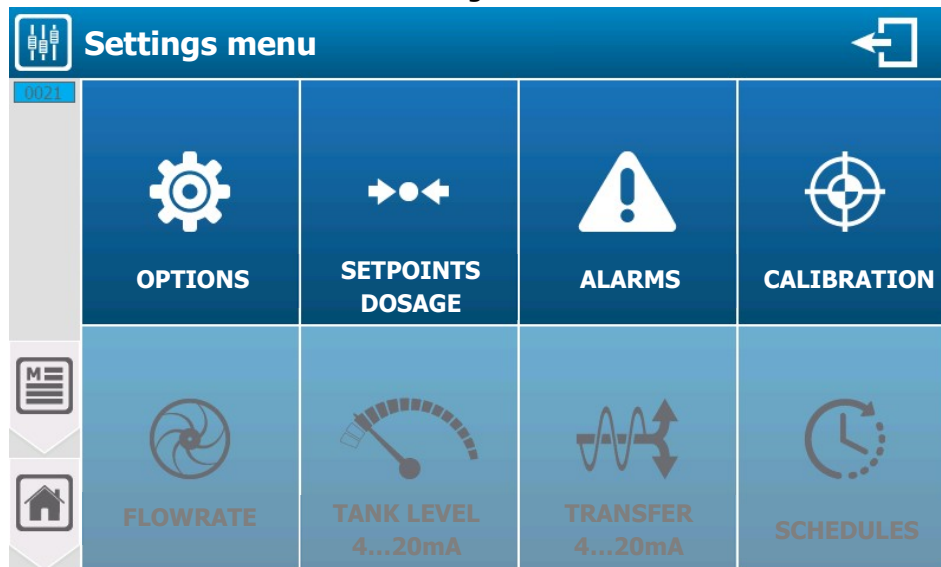 Settings menu
0021
OPTIONS
SETPOINTS
DOSAGE
ALARMS
CALIBRATION
M
FLOWRATE
TANK LEVEL
4...20mA
TRANSFER
4...20mA
SCHEDULES